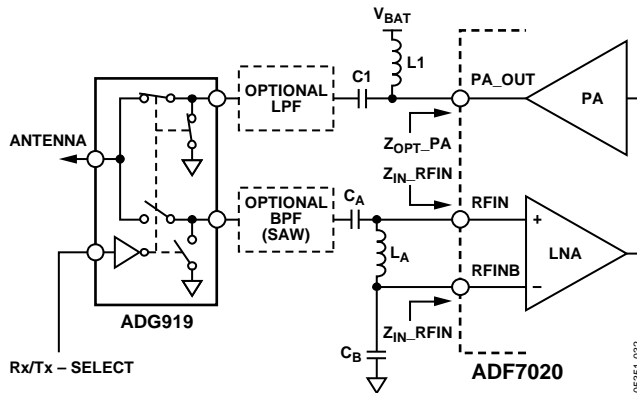 VBAT
L1
C1
OPTIONAL
LPF
PA_OUT
PA
ANTENNA
ZOPT_PA
ZIN_RFIN
OPTIONAL
BPF
(SAW)
CA
RFIN
+
LA
LNA
RFINB
–
ADG919
ZIN_RFIN
CB
Rx/Tx – SELECT
ADF7020
05351-032